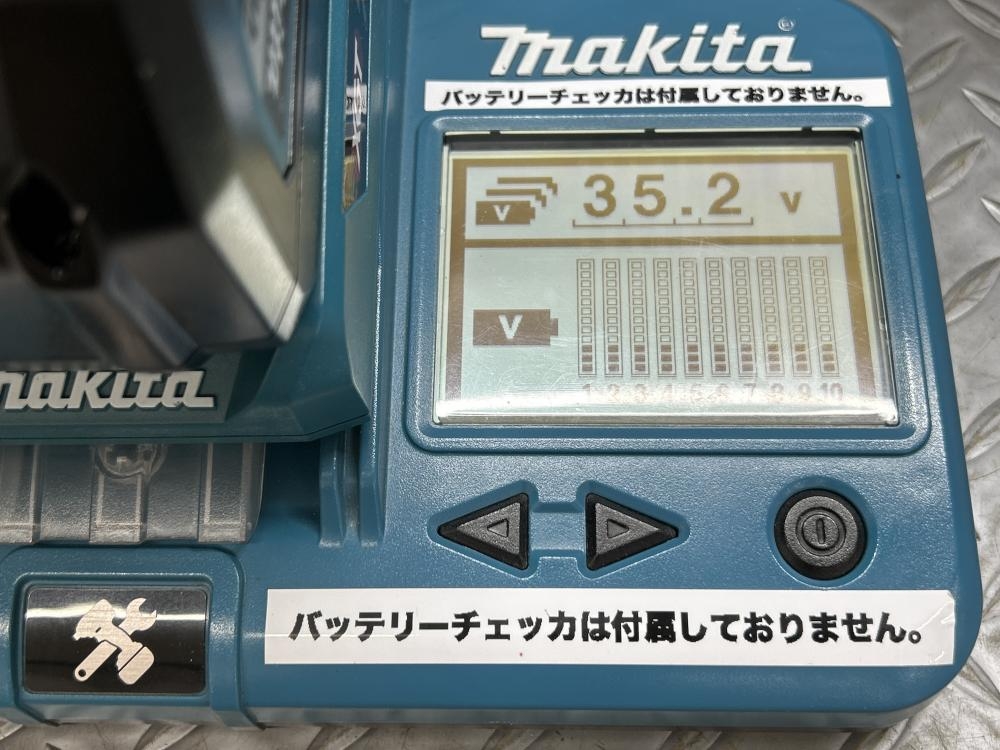 makita®
バッテリーチェッカは付属しておりません。
V 35.2 V
V
1 2 3 4 5 6 7 8 9 10
makita
バッテリーチェッカは付属しておりません。